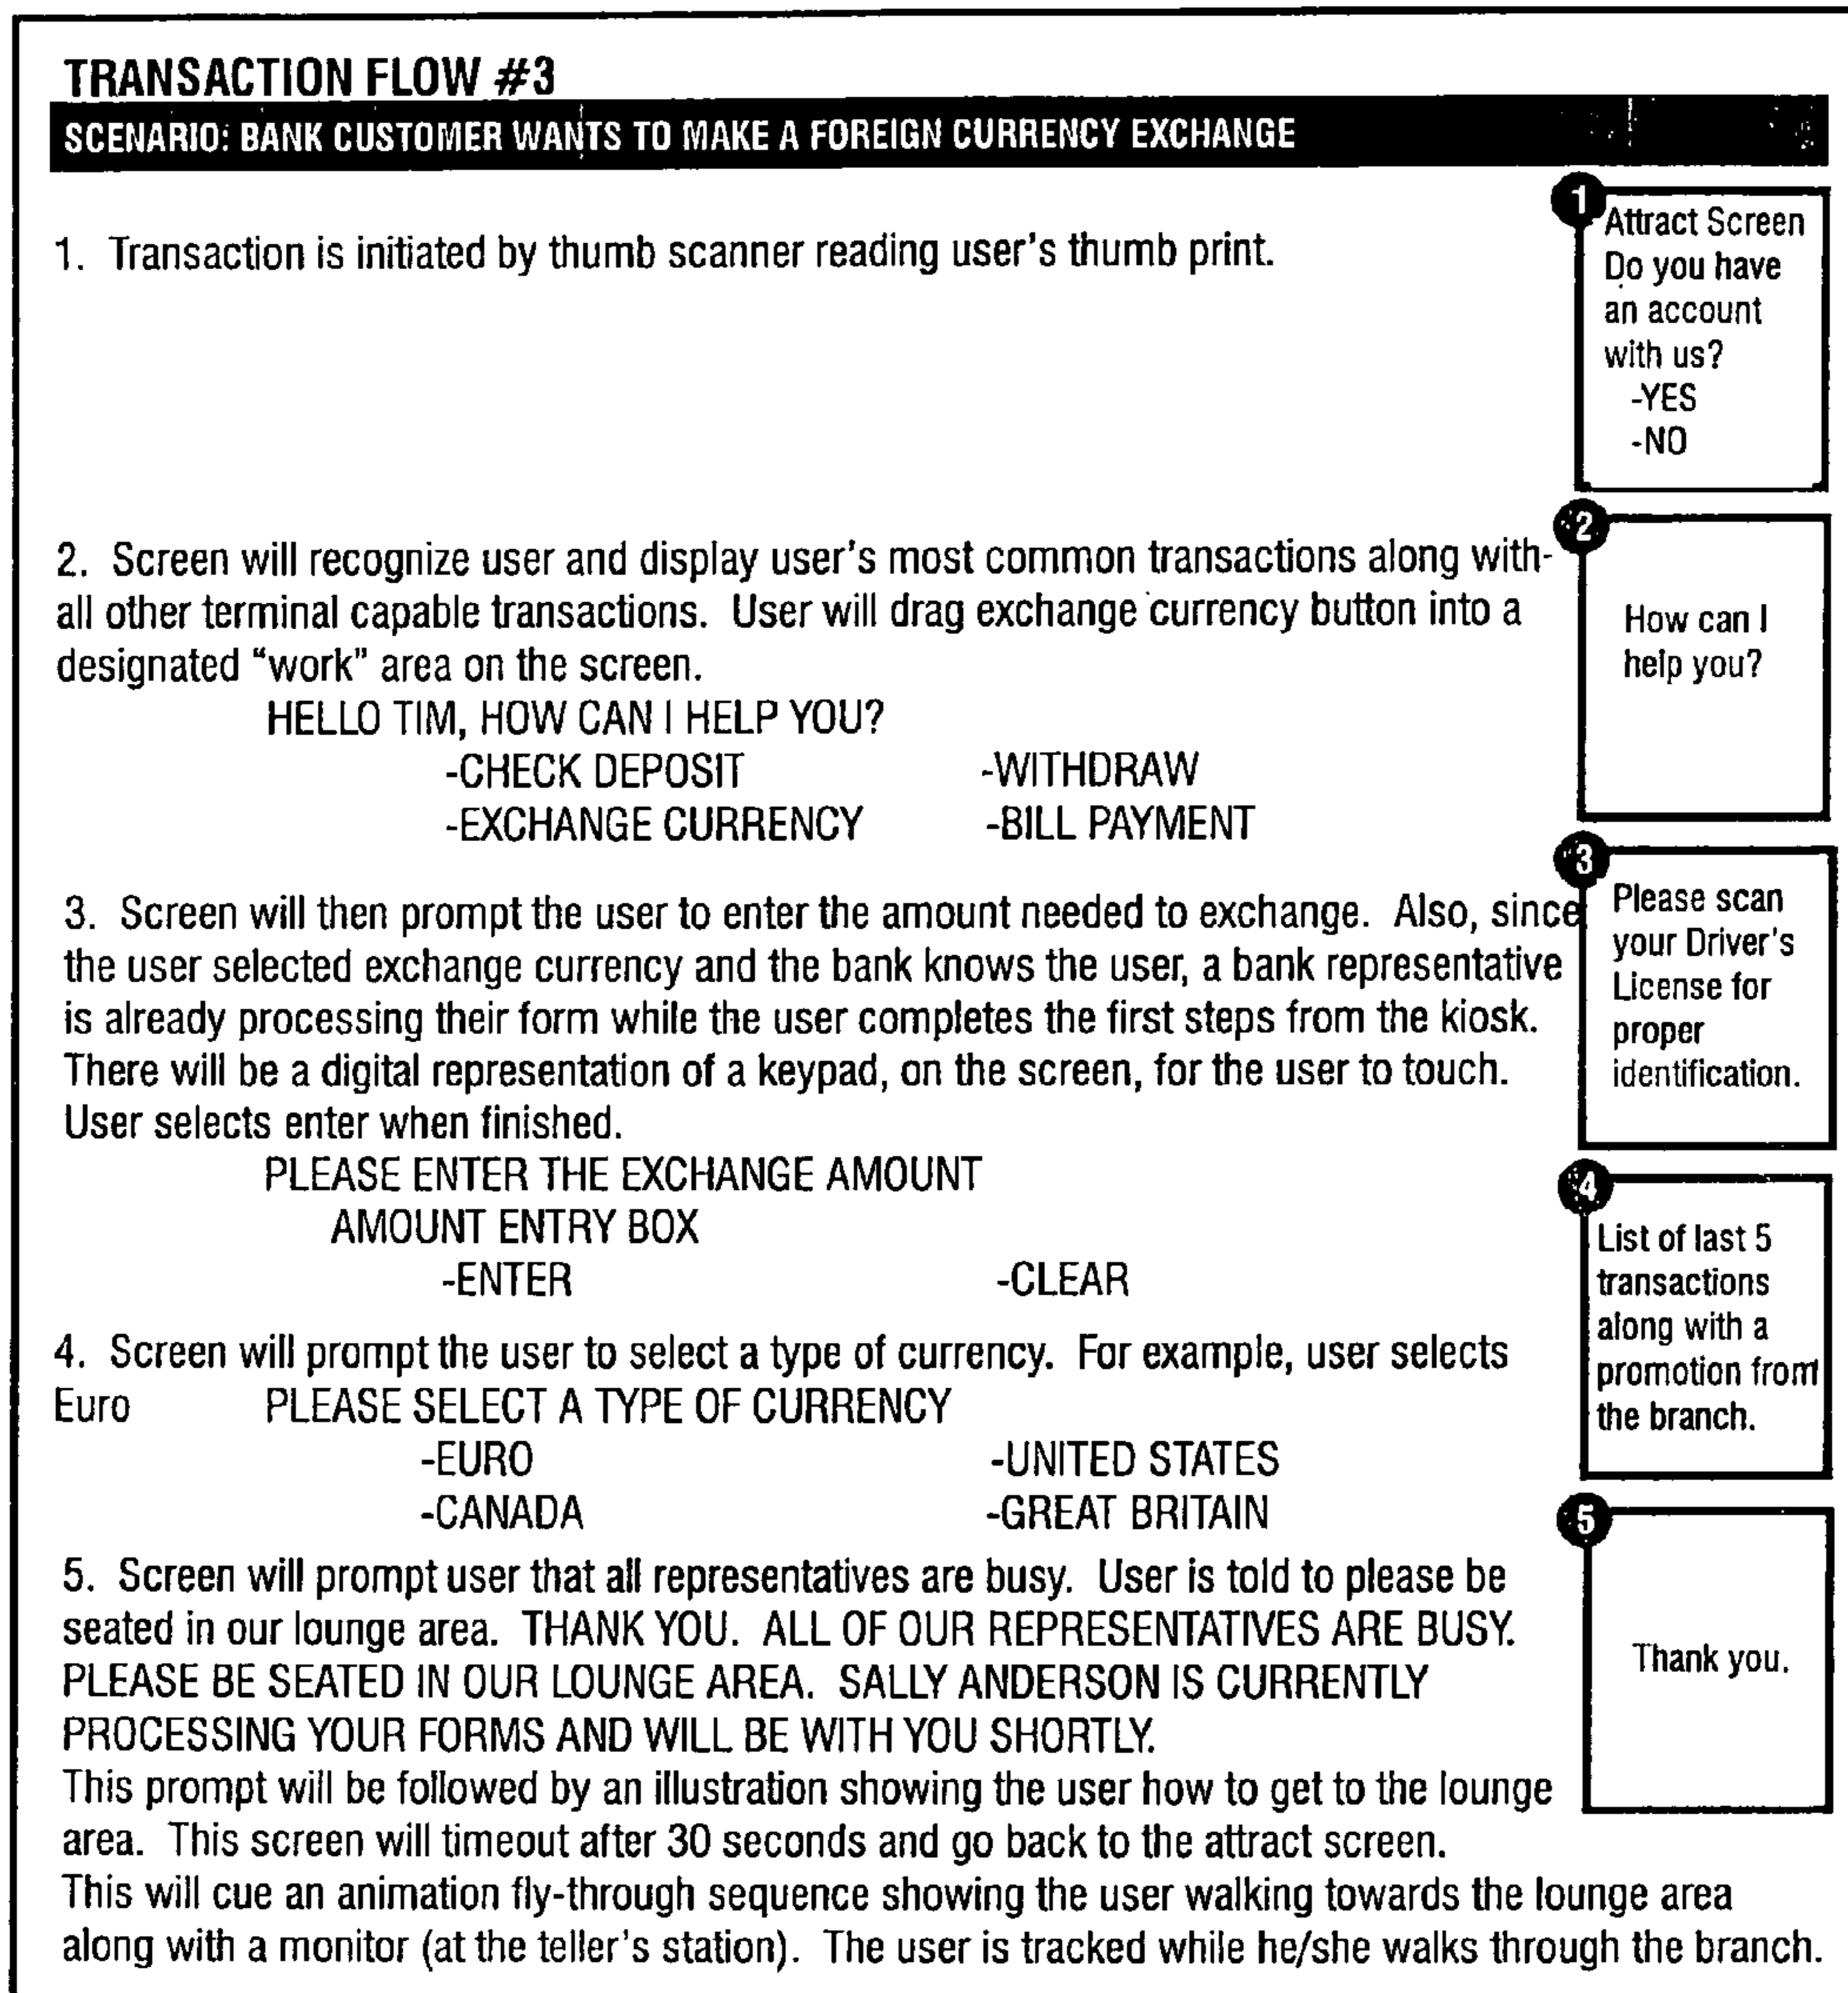 TRANSACTION FLOW #3
SCENARIO: BANK CUSTOMER WANTS TO MAKE A FOREIGN CURRENCY EXCHANGE
1. Transaction is initiated by thumb scanner reading user's thumb print.
1
Attract Screen
Do you have
an account
with us?
-YES
-NO
2. Screen will recognize user and display user's most common transactions along with-
all other terminal capable transactions. User will drag exchange currency button into a
designated "work" area on the screen.
HELLO TIM, HOW CAN I HELP YOU?
-CHECK DEPOSIT -WITHDRAW
-EXCHANGE CURRENCY -BILL PAYMENT
2
How can I
help you?
3. Screen will then prompt the user to enter the amount needed to exchange. Also, since
the user selected exchange currency and the bank knows the user, a bank representative
is already processing their form while the user completes the first steps from the kiosk.
There will be a digital representation of a keypad, on the screen, for the user to touch.
User selects enter when finished.
PLEASE ENTER THE EXCHANGE AMOUNT
AMOUNT ENTRY BOX
-ENTER -CLEAR
3
Please scan
your Driver's
License for
proper
identification.
4. Screen will prompt the user to select a type of currency. For example, user selects
Euro PLEASE SELECT A TYPE OF CURRENCY
-EURO -UNITED STATES
-CANADA -GREAT BRITAIN
4
List of last 5
transactions
along with a
promotion from
the branch.
5. Screen will prompt user that all representatives are busy. User is told to please be
seated in our lounge area. THANK YOU. ALL OF OUR REPRESENTATIVES ARE BUSY.
PLEASE BE SEATED IN OUR LOUNGE AREA. SALLY ANDERSON IS CURRENTLY
PROCESSING YOUR FORMS AND WILL BE WITH YOU SHORTLY.
This prompt will be followed by an illustration showing the user how to get to the lounge
area. This screen will timeout after 30 seconds and go back to the attract screen.
This will cue an animation fly-through sequence showing the user walking towards the lounge area
along with a monitor (at the teller's station). The user is tracked while he/she walks through the branch.
5
Thank you.